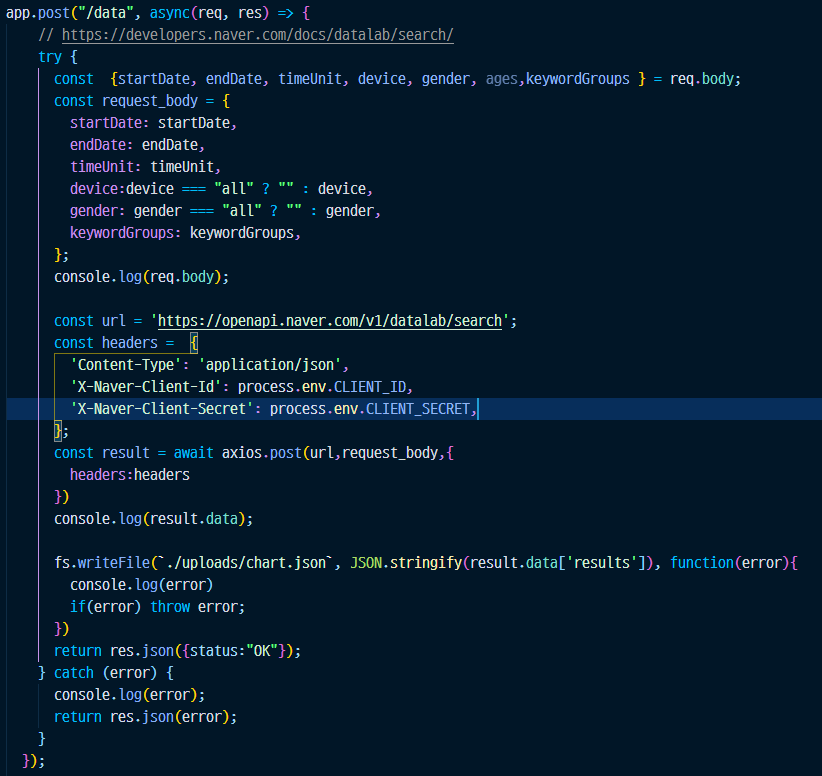 app.post("/data", async(req, res) => {
// https://developers.naver.com/docs/datalab/search/
try {
const  {startDate, endDate, timeUnit, device, gender, ages,keywordGroups } = req.body;
const request_body = {
startDate: startDate,
endDate: endDate,
timeUnit: timeUnit,
device:device === "all" ? "" : device,
gender: gender === "all" ? "" : gender,
keywordGroups: keywordGroups,
};
console.log(req.body);
const url = 'https://openapi.naver.com/v1/datalab/search';
const headers =  {
'Content-Type': 'application/json',
'X-Naver-Client-Id': process.env.CLIENT_ID,
'X-Naver-Client-Secret': process.env.CLIENT_SECRET,
};
const result = await axios.post(url,request_body,{
headers:headers
})
console.log(result.data);
fs.writeFile(`./uploads/chart.json`, JSON.stringify(result.data['results']), function(error){
console.log(error)
if(error) throw error;
})
return res.json({status:"OK"});
} catch (error) {
console.log(error);
return res.json(error);
}
});